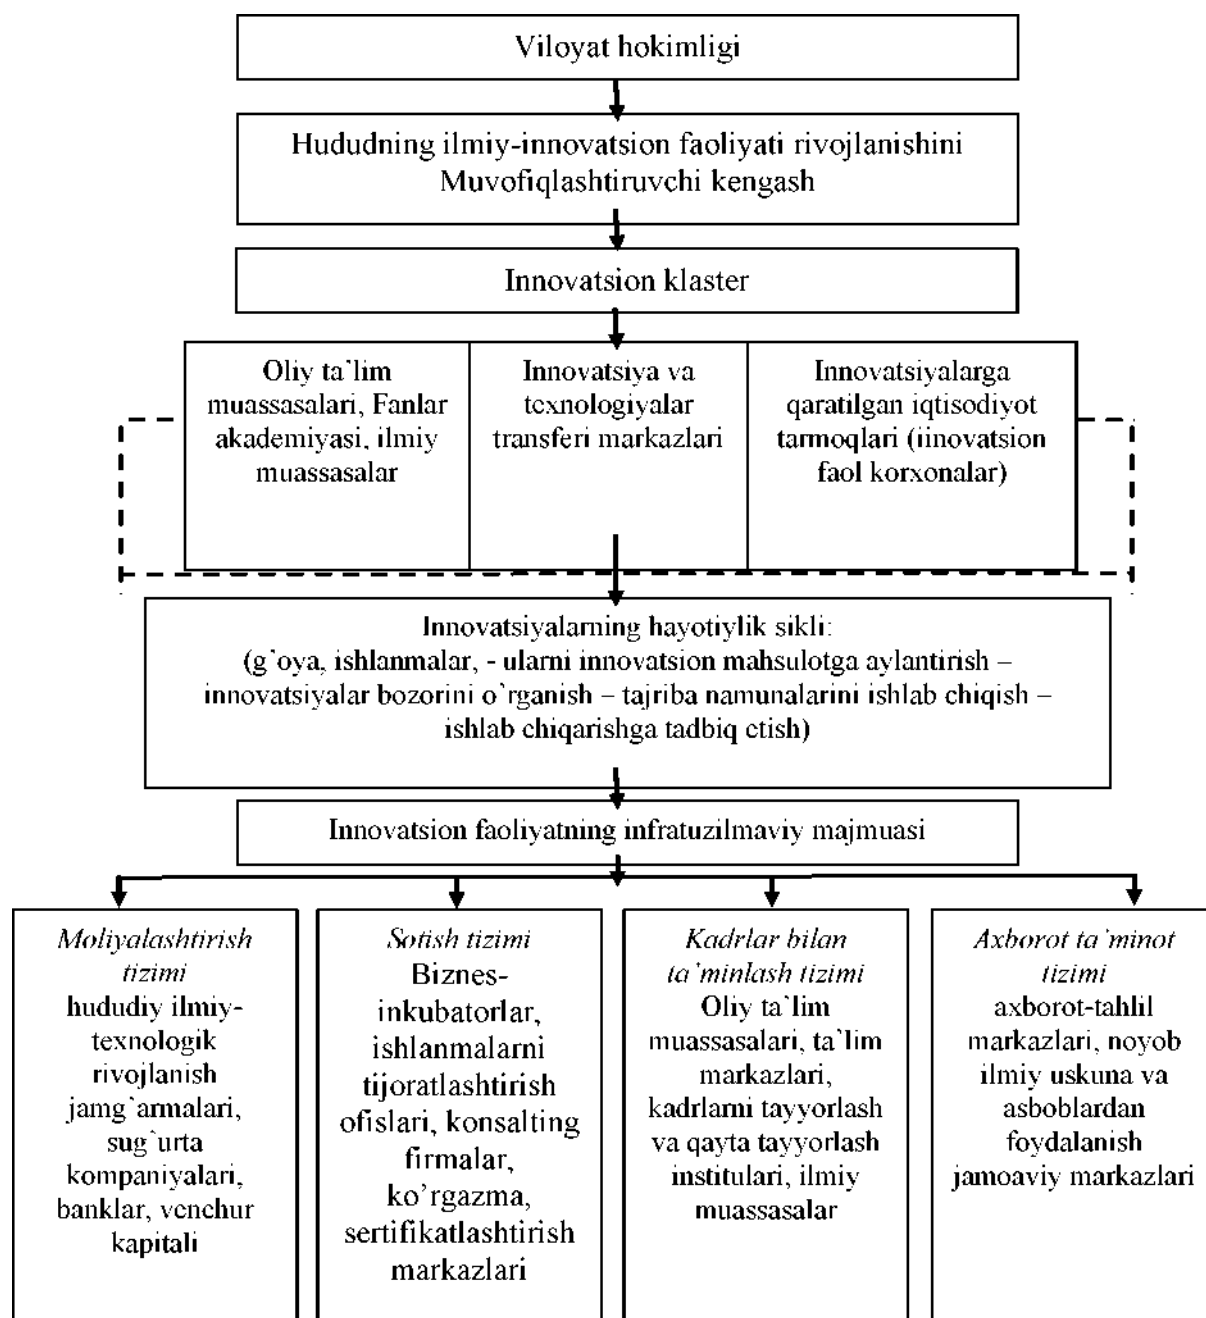 Viloyat hokimligi
Hududning ilmiy-innovatsion faoliyati rivojlanishini
Muvofiqlashtiruvchi kengash
Innovatsion klaster
Oliy ta`lim
muassasalari, Fanlar
akademiyasi, ilmiy
muassasalar
Innovatsiya va
texnologiyalar
transferi markazlari
Innovatsiyalarga
qaratilgan iqtisodiyot
tarmoqlari (iinovatsion
faol korxonalar)
Innovatsiyalarning hayotiylik sikli:
(g`oya, ishlanmalar, - ularni innovatsion mahsulotga aylantirish –
innovatsiyalar bozorini o`rganish – tajriba namunalarini ishlab chiqish –
ishlab chiqarishga tadbiq etish)
Innovatsion faoliyatning infratuzilmaviy majmuasi
Moliyalashtirish
tizimi
hududiy ilmiy-
texnologik
rivojlanish
jamg`armalari,
sug`urta
kompaniyalari,
banklar, venchur
kapitali
Sotish tizimi
Biznes-
inkubatorlar,
ishlanmalarni
tijoratlashtirish
ofislari, konsalting
firmalar,
ko’rgazma,
sertifikatlashtirish
markazlari
Kadrlar bilan
ta`minlash tizimi
Oliy ta`lim
muassasalari, ta`lim
markazlari,
kadrlarni tayyorlash
va qayta tayyorlash
institulari, ilmiy
muassasalar
Axborot ta`minot
tizimi
axborot-tahlil
markazlari, noyob
ilmiy uskuna va
asboblardan
foydalanish
jamoaviy markazlari